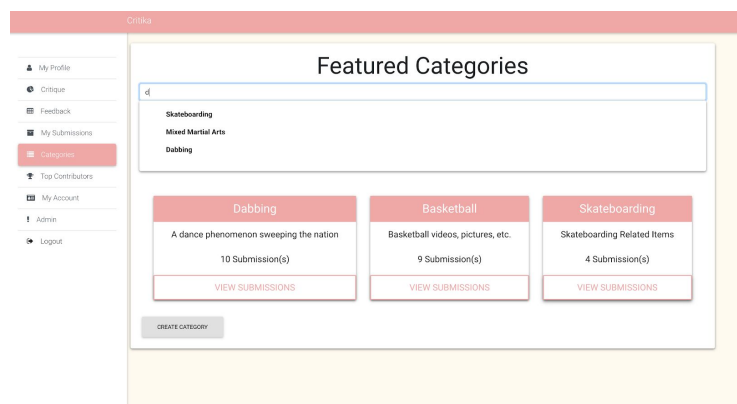 Critika
My Profile
Critique
Feedback
My Submissions
Categories
Top Contributors
My Account
Admin
Logout
Featured Categories
d
Skateboarding
Mixed Martial Arts
Dabbing
Dabbing
A dance phenomenon sweeping the nation
10 Submission(s)
VIEW SUBMISSIONS
Basketball
Basketball videos, pictures, etc.
9 Submission(s)
VIEW SUBMISSIONS
Skateboarding
Skateboarding Related Items
4 Submission(s)
VIEW SUBMISSIONS
CREATE CATEGORY